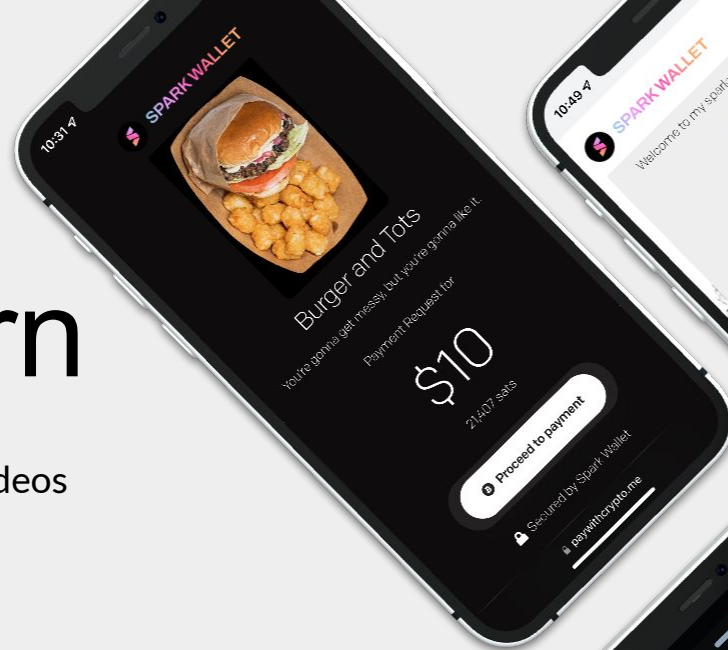 rn
deos
10:31
SPARK WALLET
Burger and Tots
You're gonna get messy, but you're gonna like it.
Payment Request for
$10
21,407 sats
Proceed to payment
Secured by Spark Wallet
paywithcrypto.me
10:49
SPARK WALLET
Welcome to my spark